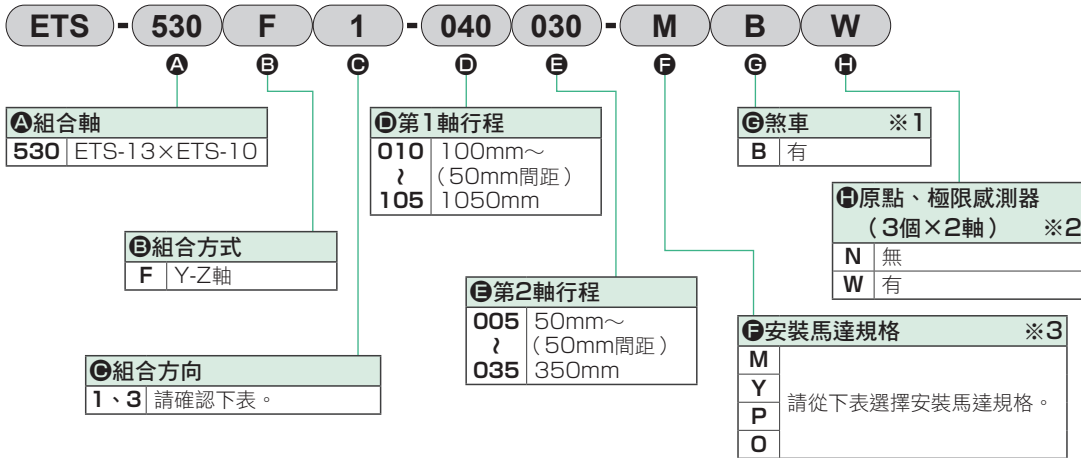 ETS - 530 F 1 - 040 030 - M B W
A B C D E F G H
A組合軸
530 ETS-13×ETS-10
B組合方式
F Y-Z軸
C組合方向
1、3 請確認下表。
D第1軸行程
010 100mm～
≀ （50mm間距）
105 1050mm
E第2軸行程
005 50mm～
≀ （50mm間距）
035 350mm
F安裝馬達規格 ※3
M
Y
P
O
請從下表選擇安裝馬達規格。
G煞車 ※1
B 有
H原點、極限感測器
（3個×2軸） ※2
N 無
W 有